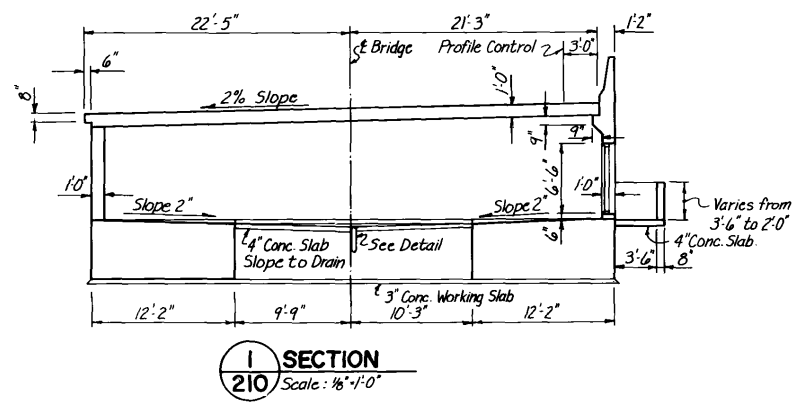 22'-5"
21'-3"
1'-2"
6"
℄ Bridge
Profile Control
3'-0"
8"
2% Slope
1'-0"
9"
9"
1'-0"
Slope 2"
6'-6"
1'-0"
Slope 2"
6"
Varies from
3'-6" to 2'-0"
4" Conc. Slab
Slope to Drain
See Detail
4" Conc. Slab.
3'-6"
8"
3" Conc. Working Slab
12'-2"
9'-9"
10'-3"
12'-2"
1
210
SECTION
Scale: 1/8"=1'-0"